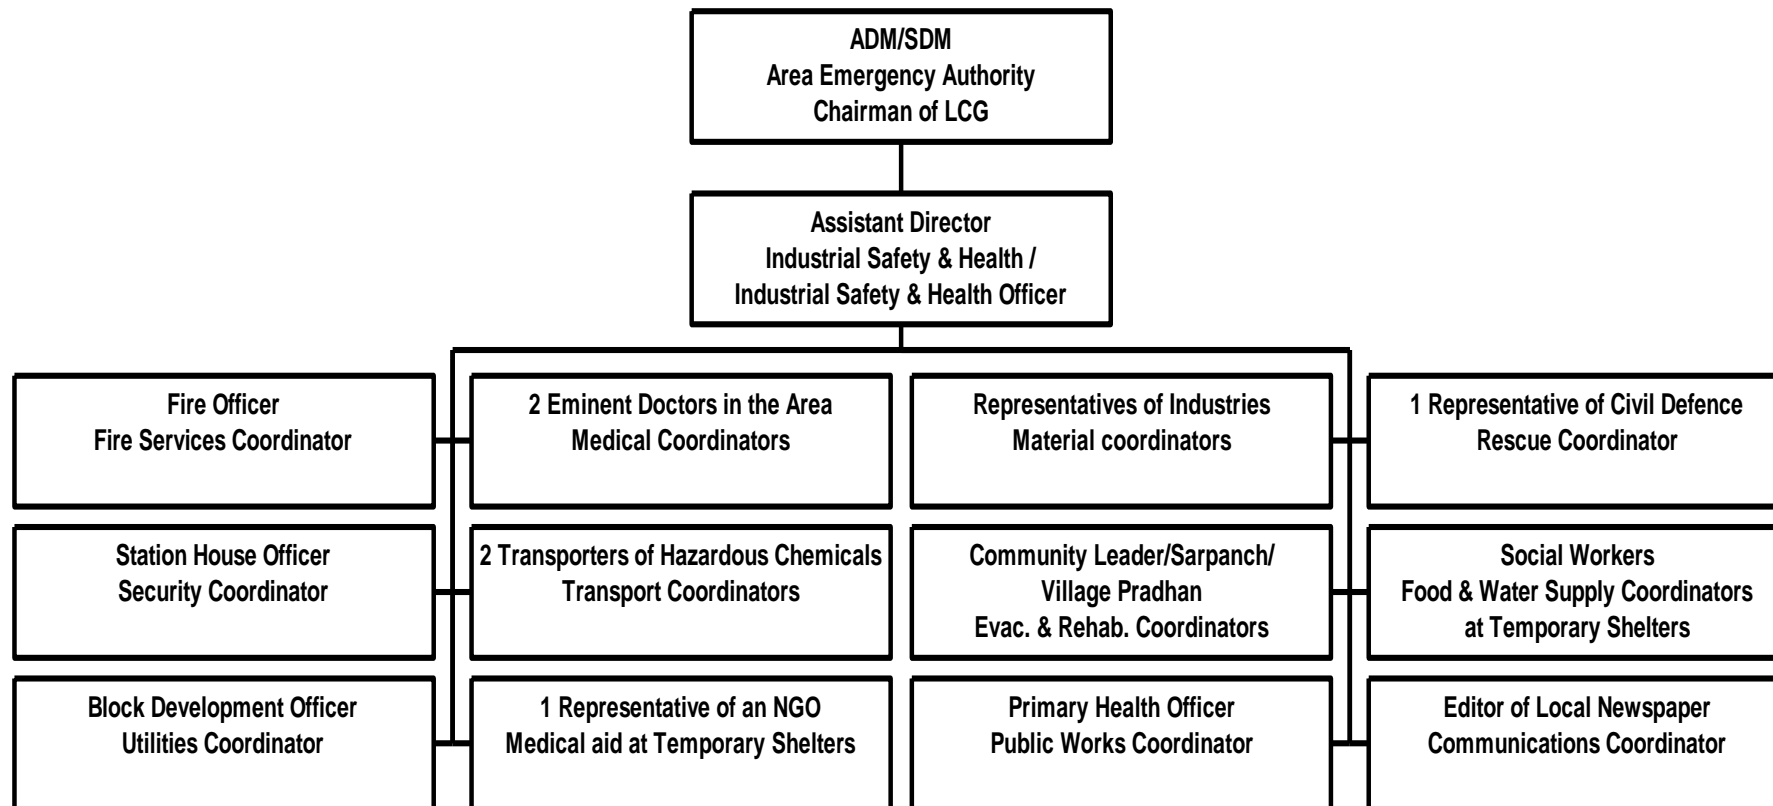 ADM/SDM
Area Emergency Authority
Chairman of LCG
Assistant Director
Industrial Safety & Health /
Industrial Safety & Health Officer
Fire Officer
Fire Services Coordinator
2 Eminent Doctors in the Area
Medical Coordinators
Representatives of Industries
Material coordinators
1 Representative of Civil Defence
Rescue Coordinator
Station House Officer
Security Coordinator
2 Transporters of Hazardous Chemicals
Transport Coordinators
Community Leader/Sarpanch/
Village Pradhan
Evac. & Rehab. Coordinators
Social Workers
Food & Water Supply Coordinators
at Temporary Shelters
Block Development Officer
Utilities Coordinator
1 Representative of an NGO
Medical aid at Temporary Shelters
Primary Health Officer
Public Works Coordinator
Editor of Local Newspaper
Communications Coordinator